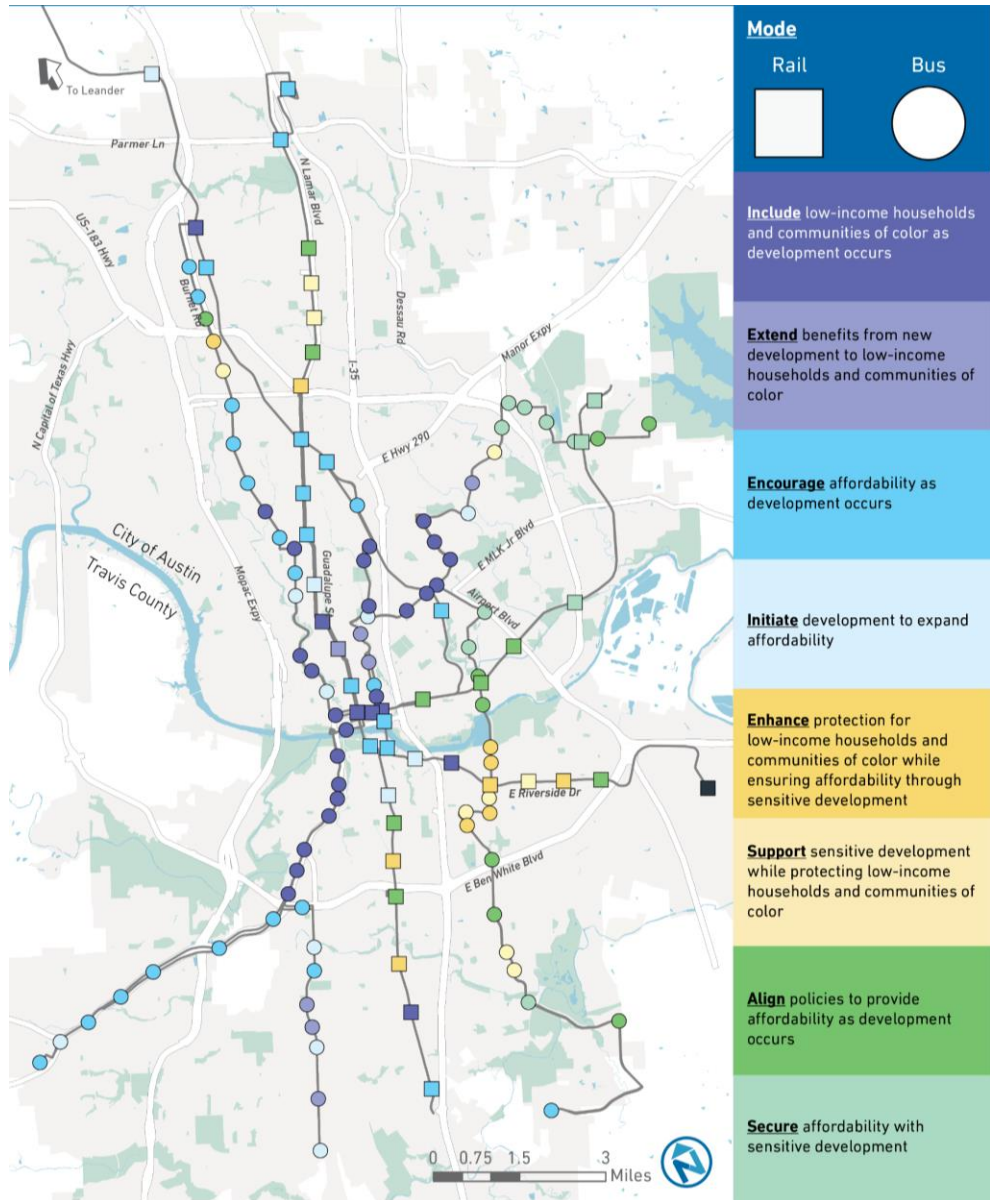 To Leander
Parmer Ln
N Lamar Blvd
US-183 Hwy
Burnet Rd
Dessau Rd
Manor Expy
I-35
N Capital of Texas Hwy
E Hwy 290
City of Austin
Travis County
Mopac Expy
Guadalupe S
E MLK Jr Blvd
Airport Blvd
E Riverside Dr
E Ben White Blvd
0 0.75 1.5 3
Miles
N
Mode
Rail Bus
Include low-income households
and communities of color as
development occurs
Extend benefits from new
development to low-income
households and communities of
color
Encourage affordability as
development occurs
Initiate development to expand
affordability
Enhance protection for
low-income households and
communities of color while
ensuring affordability through
sensitive development
Support sensitive development
while protecting low-income
households and communities of
color
Align policies to provide
affordability as development
occurs
Secure affordability with
sensitive development